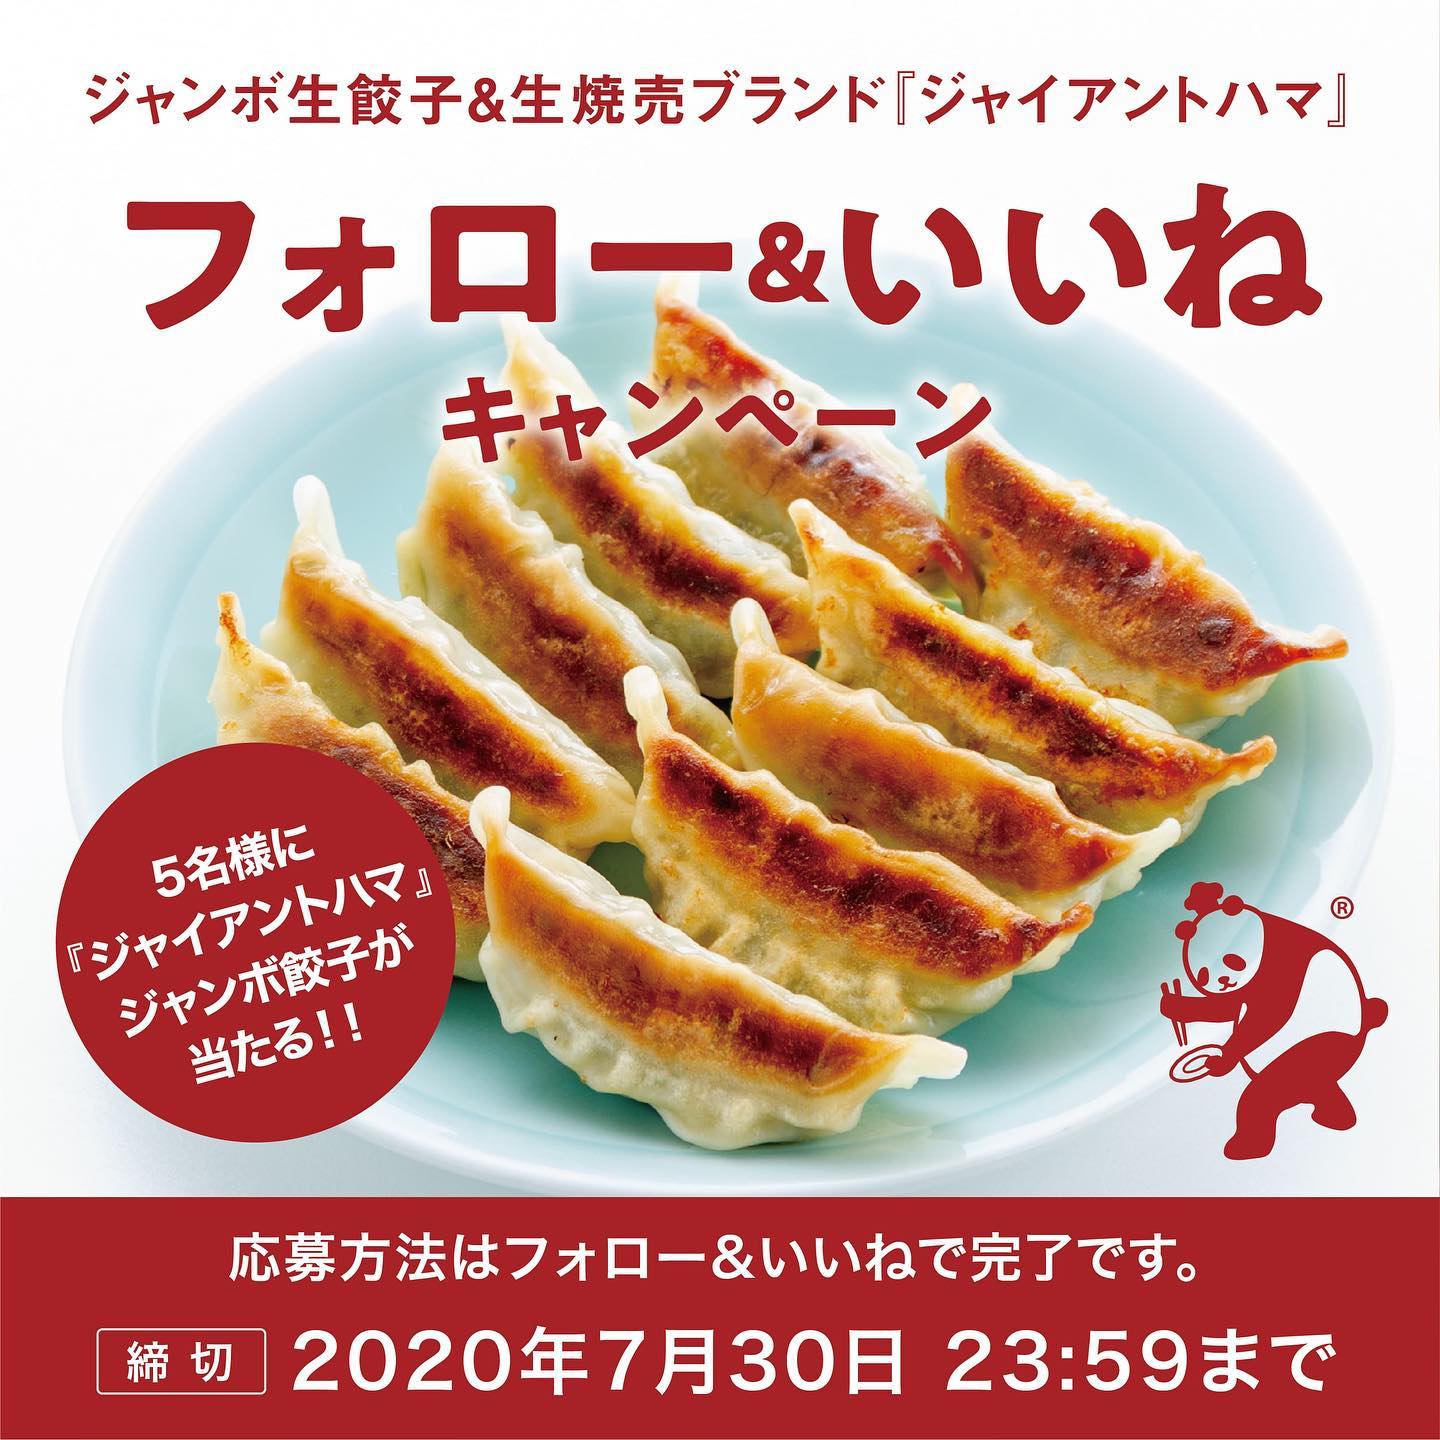 ジャンボ生餃子&生焼売ブランド『ジャイアントハマ』
フォロー&いいね
キャンペーン
5名様に
『ジャイアントハマ』
ジャンボ餃子が
当たる!!
®
応募方法はフォロー&いいねで完了です。
締切 2020年7月30日 23:59まで